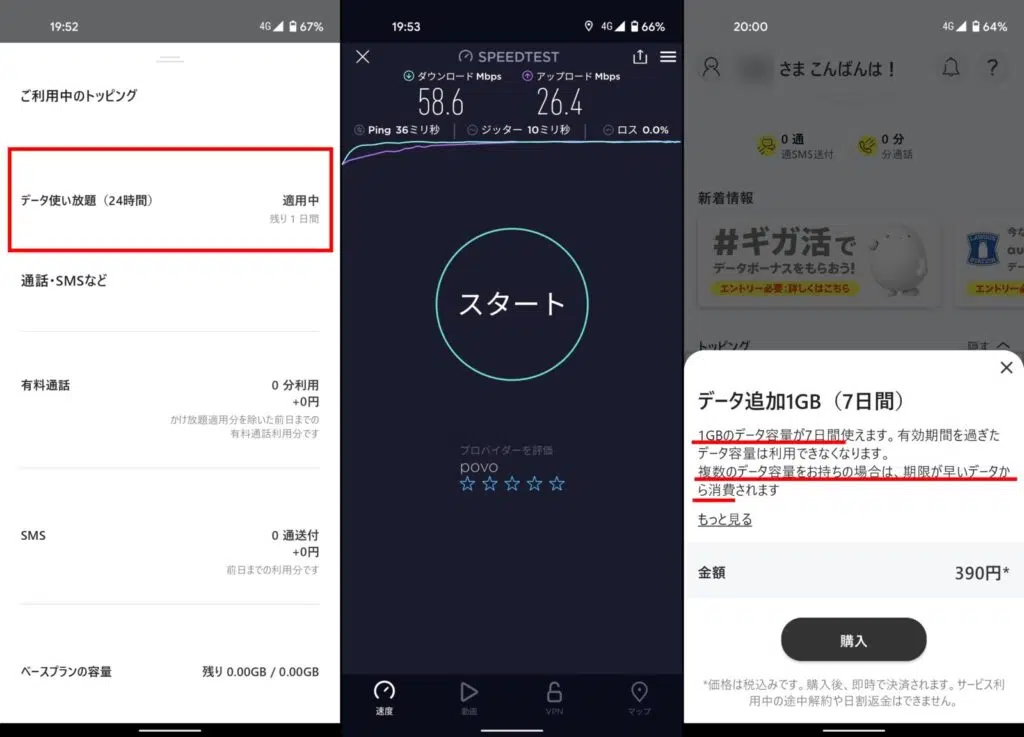 19:52
4G 67%
ご利用中のトッピング
データ使い放題（24時間） 適用中
残り１日間
通話・SMSなど
有料通話 0 分利用
+0円
かけ放題適用分を除いた前日までの
有料通話利用分です
SMS 0 通送付
+0円
前日までの利用分です
ベースプランの容量 残り 0.00GB / 0.00GB
19:53
4G 66%
SPEEDTEST
ダウンロード Mbps アップロード Mbps
58.6 26.4
Ping 36ミリ秒 ジッター 10ミリ秒 ロス 0.0%
スタート
プロバイダーを評価
povo
速度 動画 VPN マップ
20:00
4G 64%
さま こんばんは！
?
0 通 0 分
通SMS送付 分通話
新着情報
#ギガ活で
データボーナスをもらおう!
エントリー必要:詳しくはこちら
LAWSON
今な
au
デー
エントリー必
トッピング 隠す
データ追加1GB（7日間）
1GBのデータ容量が7日間使えます。有効期間を過ぎた
データ容量は利用できなくなります。
複数のデータ容量をお持ちの場合は、期限が早いデータか
ら消費されます
もっと見る
金額 390円*
購入
*価格は税込みです。購入後、即時で決済されます。サービス利
用中の途中解約や日割返金はできません。